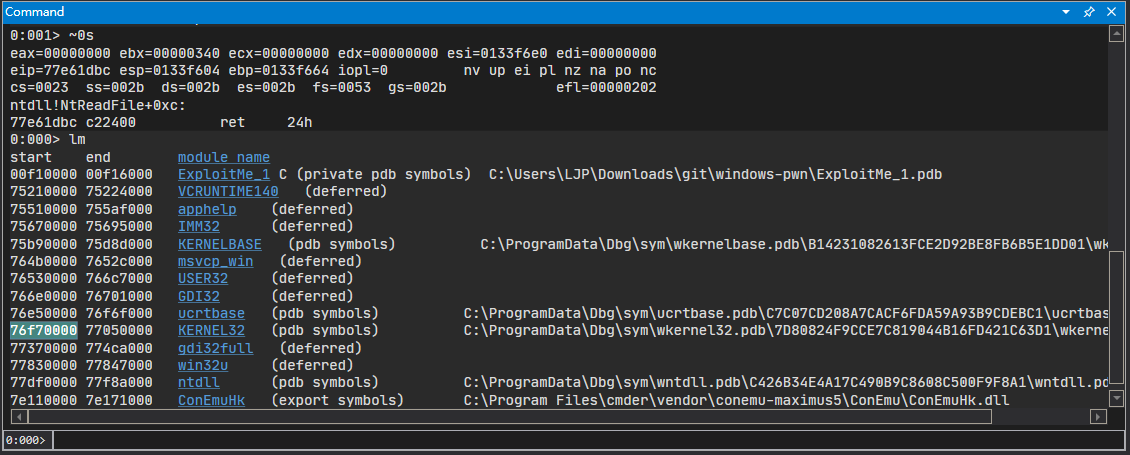 Command
0:001> ~0s
eax=00000000 ebx=00000340 ecx=00000000 edx=00000000 esi=0133f6e0 edi=00000000
eip=77e61dbc esp=0133f604 ebp=0133f664 iopl=0         nv up ei pl nz na po nc
cs=0023  ss=002b  ds=002b  es=002b  fs=0053  gs=002b             efl=00000202
ntdll!NtReadFile+0xc:
77e61dbc c22400          ret     24h
0:000> lm
start    end        module name
00f10000 00f16000   ExploitMe_1 C (private pdb symbols)  C:\Users\LJP\Downloads\git\windows-pwn\ExploitMe_1.pdb
75210000 75224000   VCRUNTIME140   (deferred)
75510000 755af000   apphelp    (deferred)
75670000 75695000   IMM32      (deferred)
75b90000 75d8d000   KERNELBASE   (pdb symbols)          C:\ProgramData\Dbg\sym\wkernelbase.pdb\B14231082613FCE2D92BE8FB6B5E1DD01\wk
764b0000 7652c000   msvcp_win   (deferred)
76530000 766c7000   USER32     (deferred)
766e0000 76701000   GDI32      (deferred)
76e50000 76f6f000   ucrtbase   (pdb symbols)          C:\ProgramData\Dbg\sym\ucrtbase.pdb\C7C07CD208A7CACF6FDA59A93B9CDEBC1\ucrtbas
76f70000 77050000   KERNEL32   (pdb symbols)          C:\ProgramData\Dbg\sym\wkernel32.pdb\7D80824F9CCE7C819044B16FD421C63D1\wkerne
77370000 774ca000   gdi32full   (deferred)
77830000 77847000   win32u     (deferred)
77df0000 77f8a000   ntdll      (pdb symbols)          C:\ProgramData\Dbg\sym\wntdll.pdb\C426B34E4A17C490B9C8608C500F9F8A1\wntdll.pd
7e110000 7e171000   ConEmuHk   (export symbols)       C:\Program Files\cmder\vendor\conemu-maximus5\ConEmu\ConEmuHk.dll
0:000>